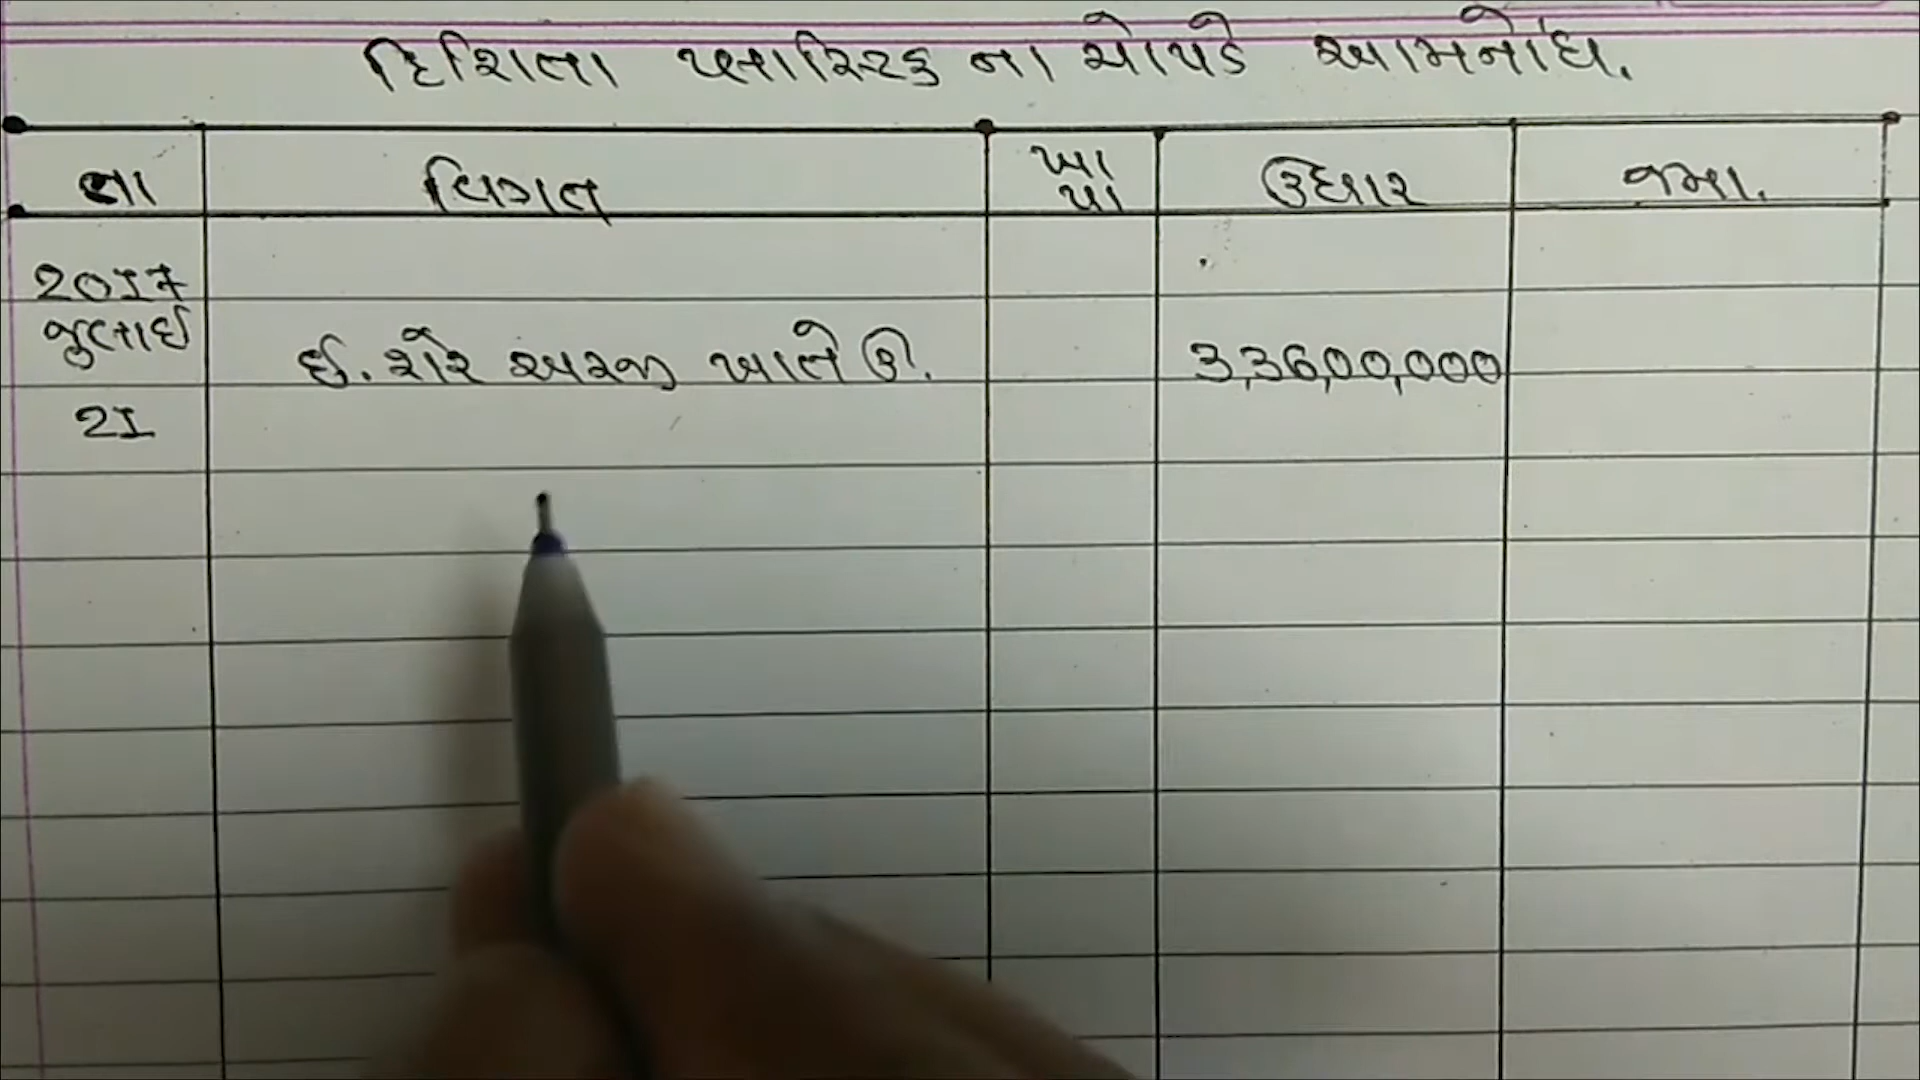 દિશિતા પ્લાસ્ટિક ના ચોપડે આમનોંધ.
તા વિગત ખા પા ઉધાર જમા.
2017
જુલાઈ
ઈ. શેર અરજી ખાતે ઉ. 3,36,00,000
21